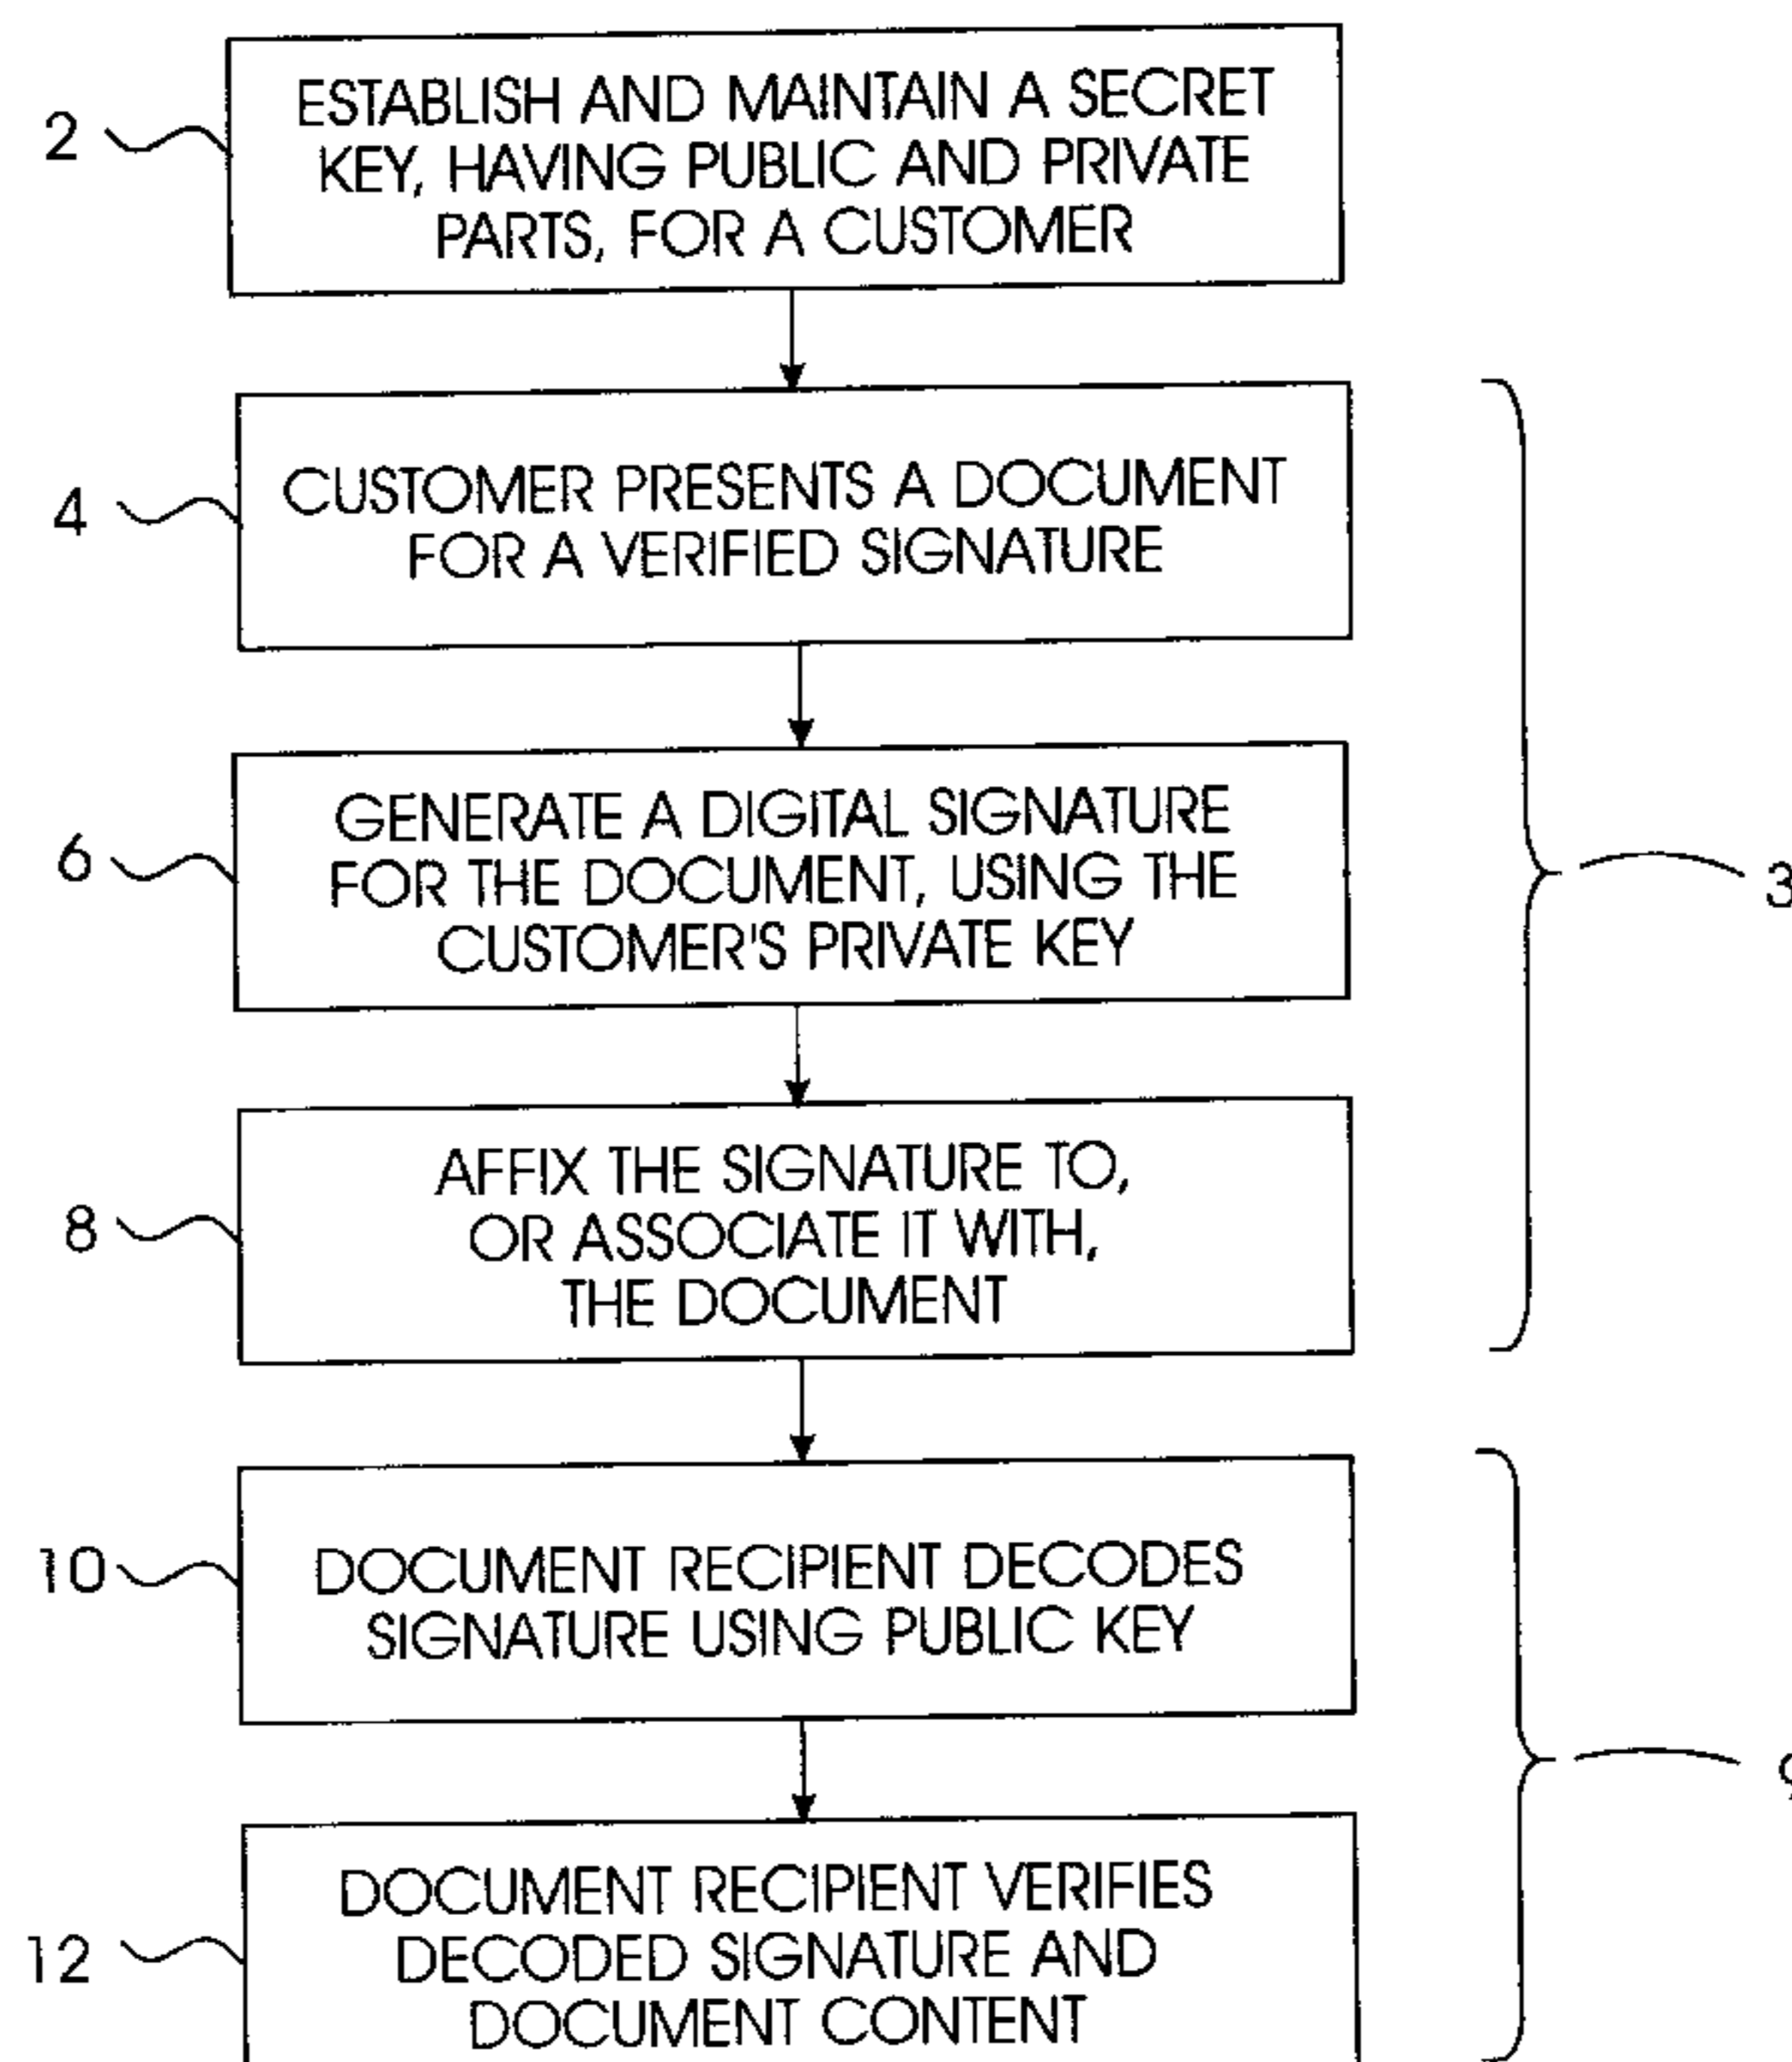 2
ESTABLISH AND MAINTAIN A SECRET
KEY, HAVING PUBLIC AND PRIVATE
PARTS, FOR A CUSTOMER
4
CUSTOMER PRESENTS A DOCUMENT
FOR A VERIFIED SIGNATURE
6
GENERATE A DIGITAL SIGNATURE
FOR THE DOCUMENT, USING THE
CUSTOMER'S PRIVATE KEY
3
8
AFFIX THE SIGNATURE TO,
OR ASSOCIATE IT WITH,
THE DOCUMENT
10
DOCUMENT RECIPIENT DECODES
SIGNATURE USING PUBLIC KEY
9
12
DOCUMENT RECIPIENT VERIFIES
DECODED SIGNATURE AND
DOCUMENT CONTENT